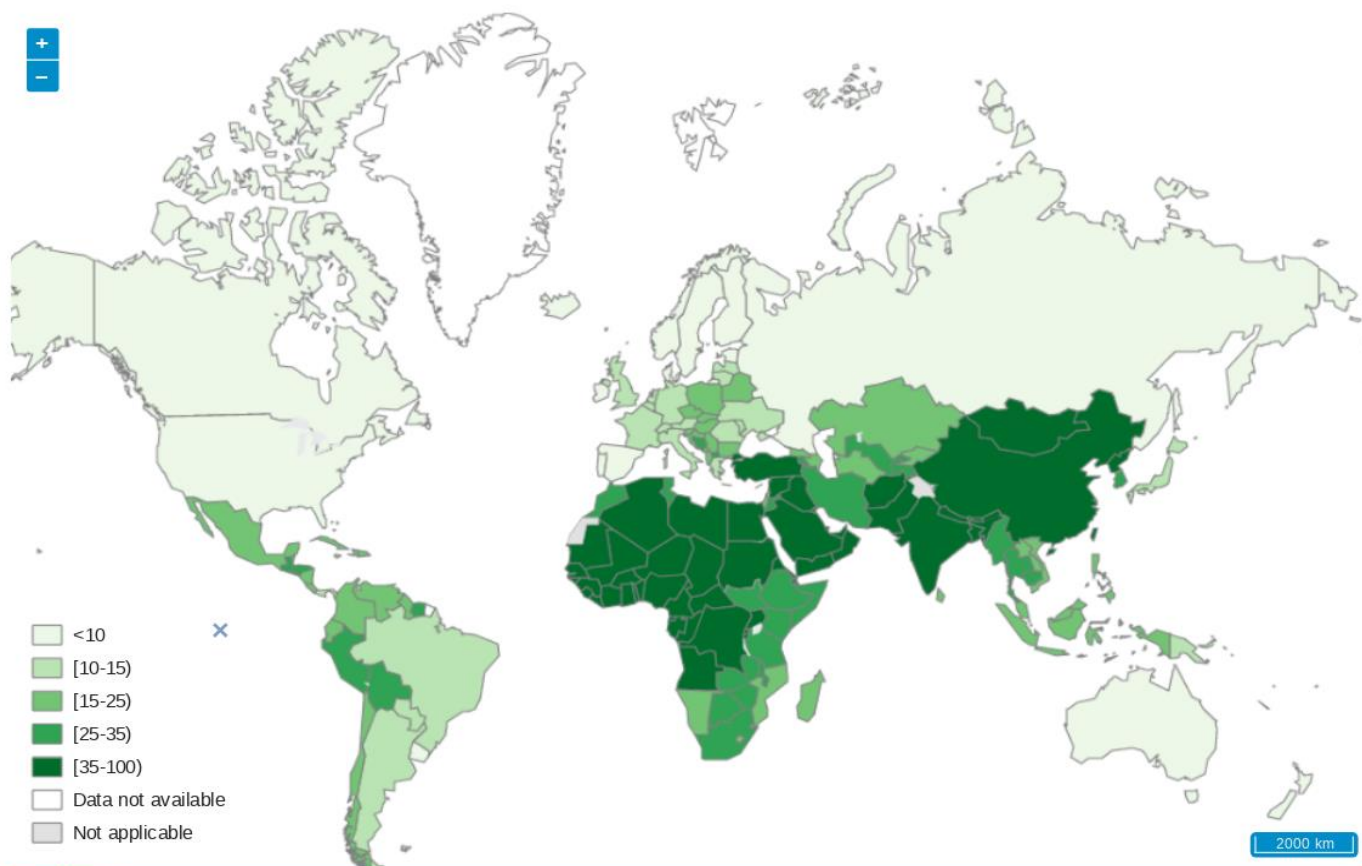 +
−
<10
[10-15)
[15-25)
[25-35)
[35-100)
Data not available
Not applicable
2000 km